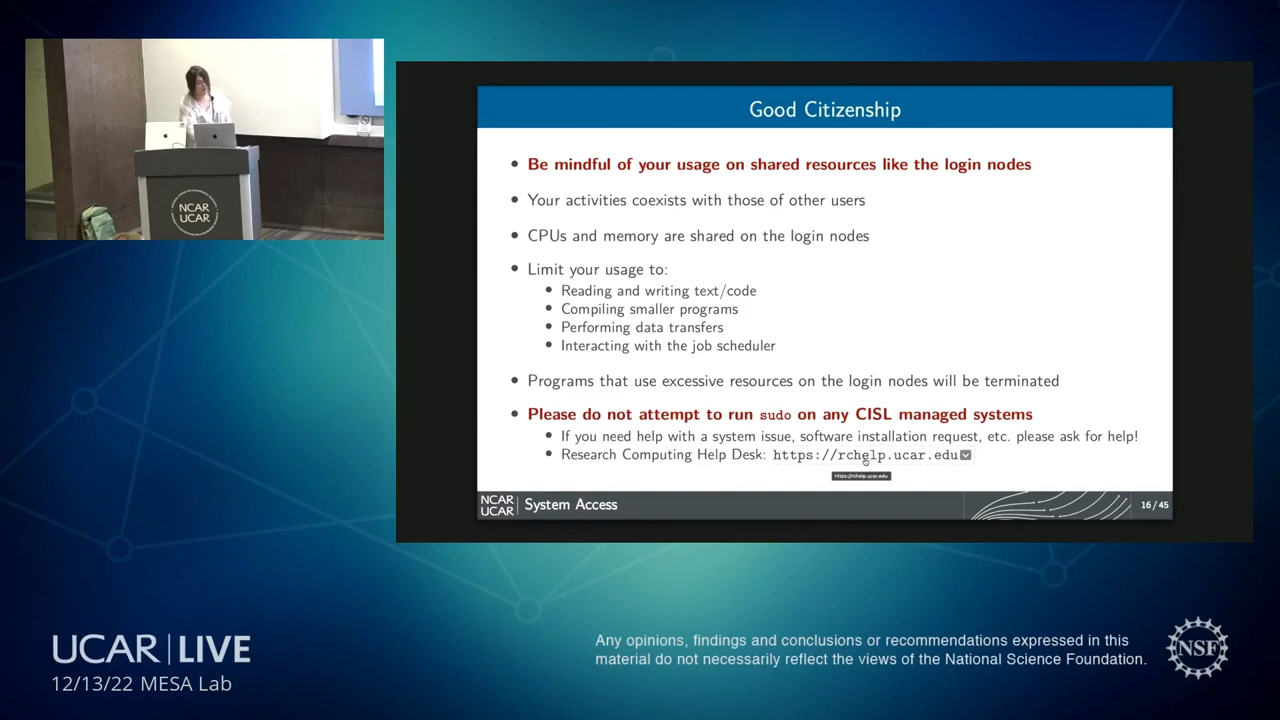 NCAR
UCAR
Good Citizenship
Be mindful of your usage on shared resources like the login nodes
Your activities coexists with those of other users
CPUs and memory are shared on the login nodes
Limit your usage to:
Reading and writing text/code
Compiling smaller programs
Performing data transfers
Interacting with the job scheduler
Programs that use excessive resources on the login nodes will be terminated
Please do not attempt to run sudo on any CISL managed systems
If you need help with a system issue, software installation request, etc. please ask for help!
Research Computing Help Desk: https://rchelp.ucar.edu
https://rchelp.ucar.edu
NCAR
UCAR
System Access
16 / 45
UCAR | LIVE
12/13/22 MESA Lab
Any opinions, findings and conclusions or recommendations expressed in this
material do not necessarily reflect the views of the National Science Foundation.
NSF